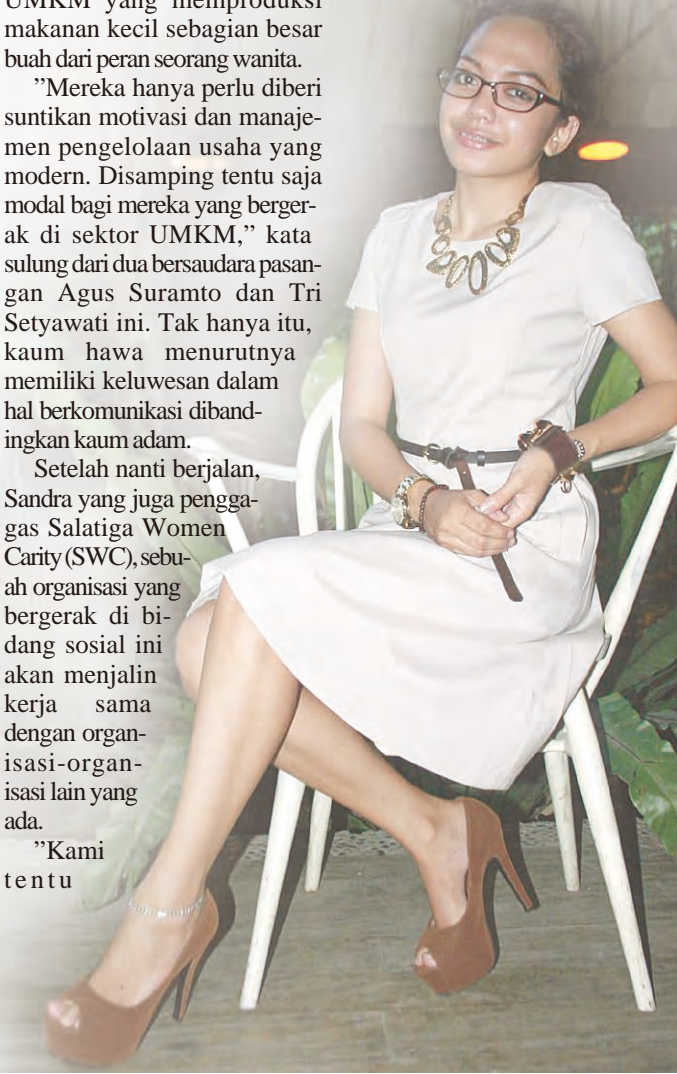 UMKM yang memproduksi
makanan kecil sebagian besar
buah dari peran seorang wanita.
”Mereka hanya perlu diberi
suntikan motivasi dan manaje-
men pengelolaan usaha yang
modern. Disamping tentu saja
modal bagi mereka yang berger-
ak di sektor UMKM,” kata
sulung dari dua bersaudara pasan-
gan Agus Suramto dan Tri
Setyawati ini. Tak hanya itu,
kaum hawa menurutnya
memiliki keluwesan dalam
hal berkomunikasi diband-
ingkan kaum adam.
Setelah nanti berjalan,
Sandra yang juga pengga-
gas Salatiga Women
Carity (SWC), sebu-
ah organisasi yang
bergerak di bi-
dang sosial ini
akan menjalin
kerja sama
dengan organ-
isasi-organ-
isasi lain yang
ada.
”Kami
tentu